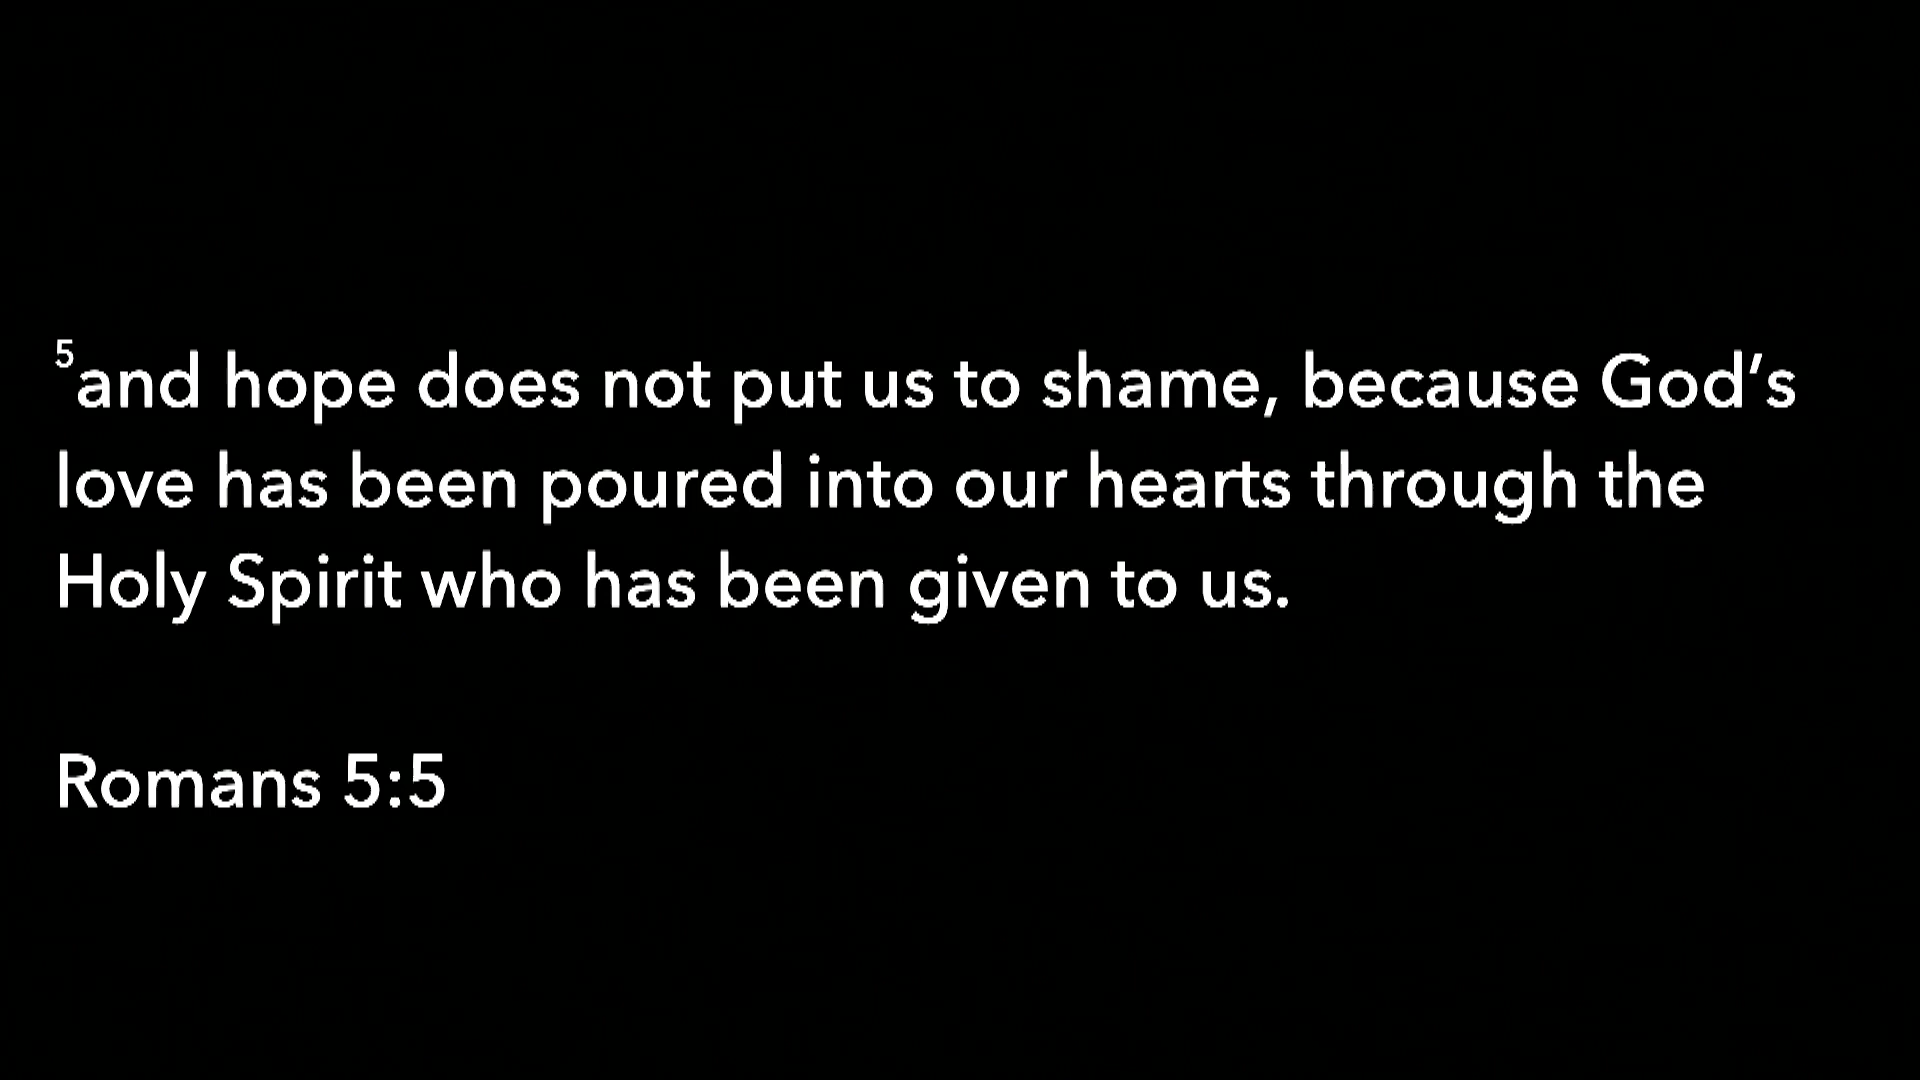 ⁵and hope does not put us to shame, because God’s
love has been poured into our hearts through the
Holy Spirit who has been given to us.
Romans 5:5